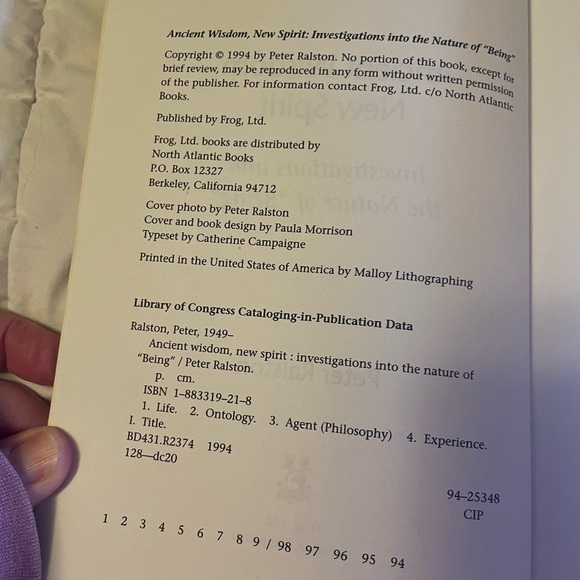 Ancient Wisdom, New Spirit: Investigations into the Nature of "Being"
Copyright © 1994 by Peter Ralston. No portion of this book, except for
brief review, may be reproduced in any form without written permission
of the publisher. For information contact Frog, Ltd. c/o North Atlantic
Books.
Published by Frog, Ltd.
Frog, Ltd. books are distributed by
North Atlantic Books
P.O. Box 12327
Berkeley, California 94712
Cover photo by Peter Ralston
Cover and book design by Paula Morrison
Typeset by Catherine Campaigne
Printed in the United States of America by Malloy Lithographing
Library of Congress Cataloging-in-Publication Data
Ralston, Peter, 1949–
Ancient wisdom, new spirit : investigations into the nature of
"Being" / Peter Ralston.
p. cm.
ISBN 1–883319–21–8
1. Life. 2. Ontology. 3. Agent (Philosophy) 4. Experience.
I. Title.
BD431.R2374 1994
128—dc20
94–25348
CIP
1 2 3 4 5 6 7 8 9 / 98 97 96 95 94